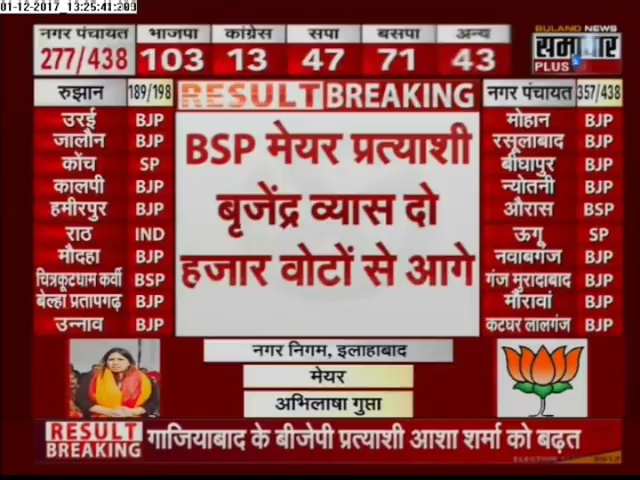 01-12-2017_13:25:41:289
नगर पंचायत भाजपा कांग्रेस सपा बसपा अन्य
277/438 103 13 47 71 43
BULAND NEWS
समाचार
PLUS
रुझान 189/198
RESULT BREAKING
नगर पंचायत 357/438
उरई BJP
जालौन BJP
कोंच SP
कालपी BJP
हमीरपुर BJP
राठ IND
मौदहा BJP
चित्रकूटधाम कर्वी BSP
बेल्हा प्रतापगढ़ BJP
उन्नाव BJP
BSP मेयर प्रत्याशी
बृजेंद्र व्यास दो
हजार वोटों से आगे
मोहान BJP
रसूलाबाद BJP
बीघापुर BJP
न्योतनी BJP
औरास BSP
ऊगू SP
नवाबगंज BJP
गंज मुरादाबाद BJP
मौरावां BJP
कटघर लालगंज BJP
नगर निगम, इलाहाबाद
मेयर
अभिलाषा गुप्ता
RESULT
BREAKING
गाजियाबाद के बीजेपी प्रत्याशी आशा शर्मा को बढ़त